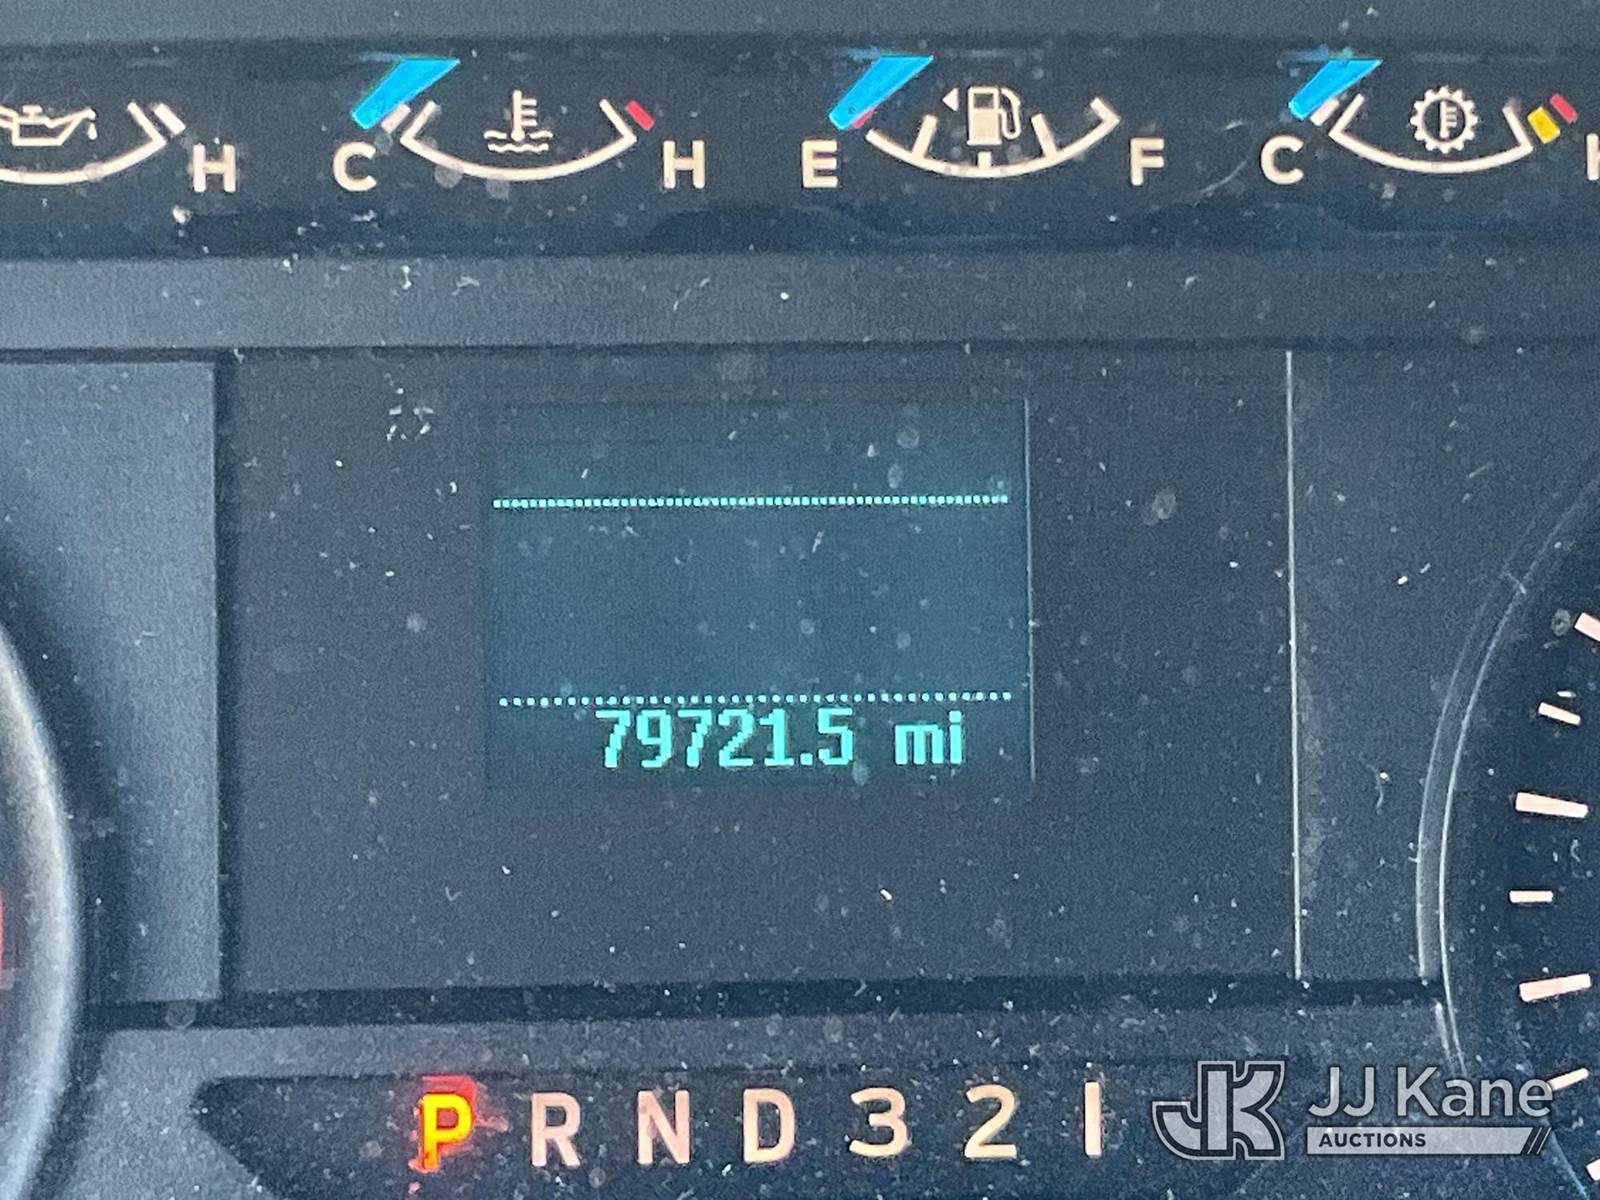 H C H E F C
79721.5 mi
P R N D 3 2 1
JK JJ Kane
AUCTIONS